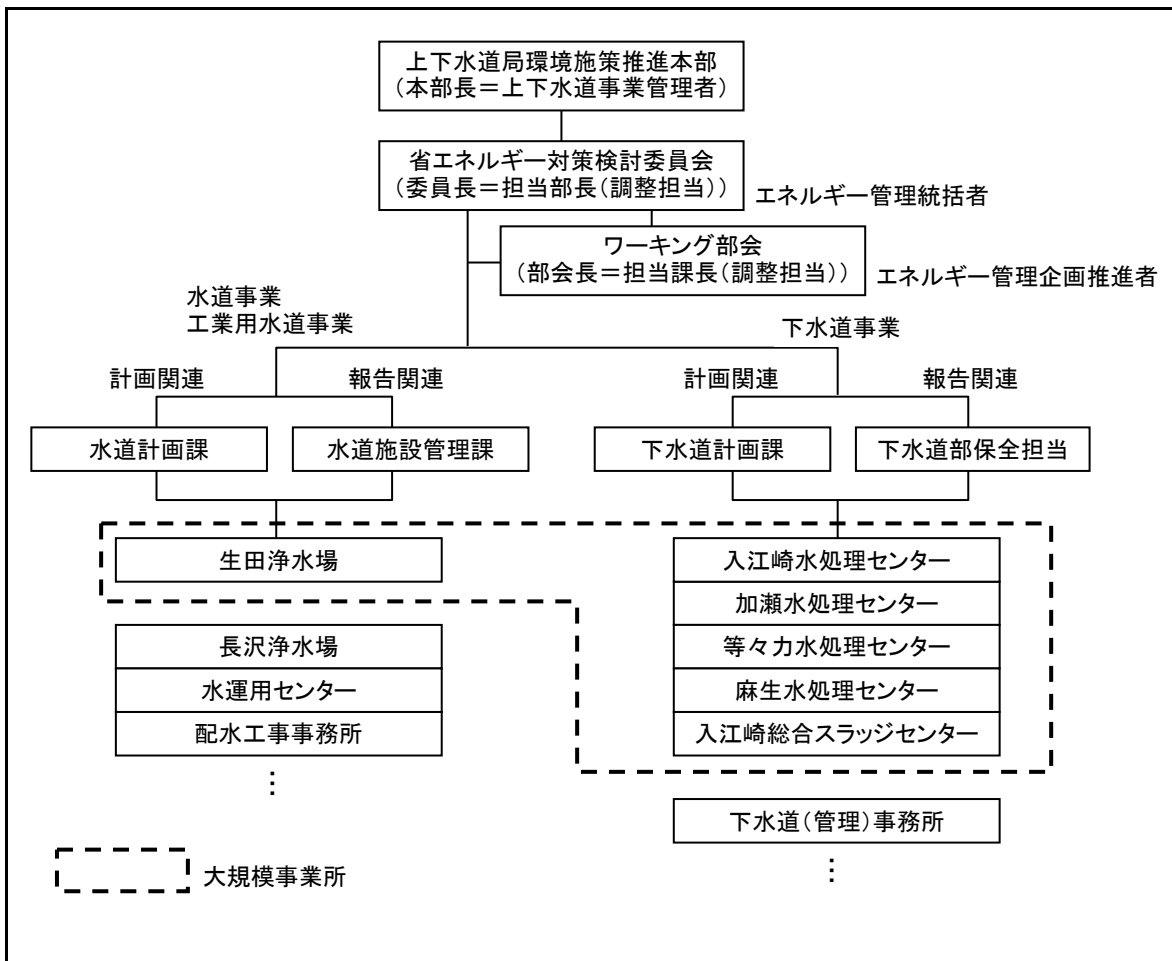 上下水道局環境施策推進本部
(本部長=上下水道事業管理者)
省エネルギー対策検討委員会
(委員長=担当部長(調整担当))
エネルギー管理統括者
ワーキング部会
(部会長=担当課長(調整担当))
エネルギー管理企画推進者
水道事業
工業用水道事業
下水道事業
計画関連
報告関連
計画関連
報告関連
水道計画課
水道施設管理課
下水道計画課
下水道部保全担当
生田浄水場
長沢浄水場
水運用センター
配水工事事務所
⋮
入江崎水処理センター
加瀬水処理センター
等々力水処理センター
麻生水処理センター
入江崎総合スラッジセンター
下水道(管理)事務所
⋮
大規模事業所